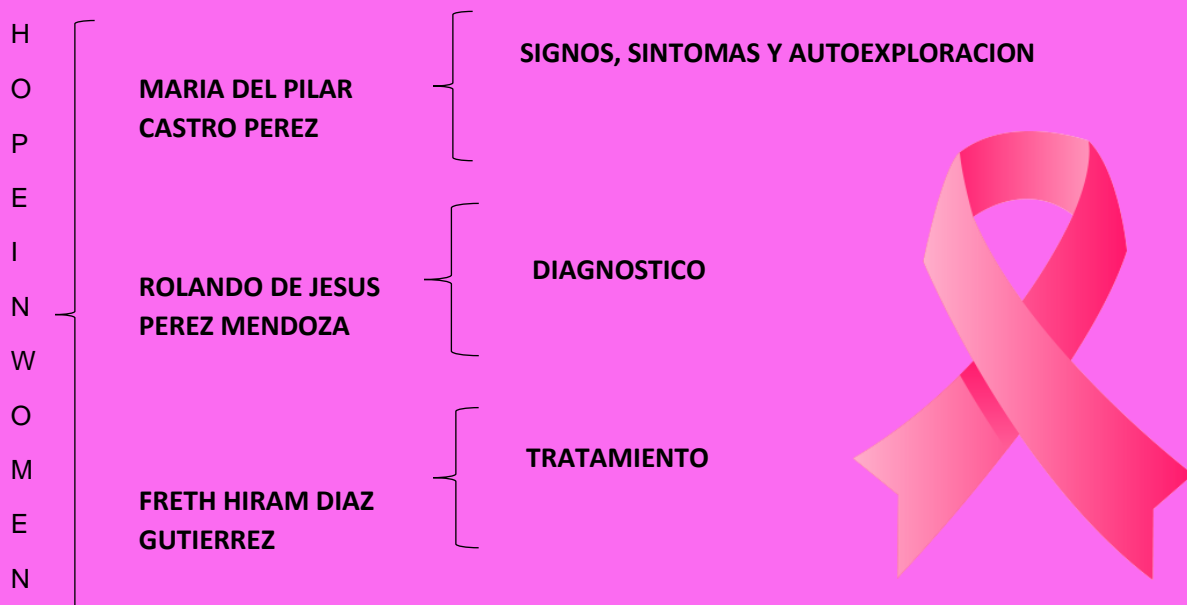 H
O
P
E
I
N
W
O
M
E
N
MARIA DEL PILAR
CASTRO PEREZ
SIGNOS, SINTOMAS Y AUTOEXPLORACION
ROLANDO DE JESUS
PEREZ MENDOZA
DIAGNOSTICO
FRETH HIRAM DIAZ
GUTIERREZ
TRATAMIENTO